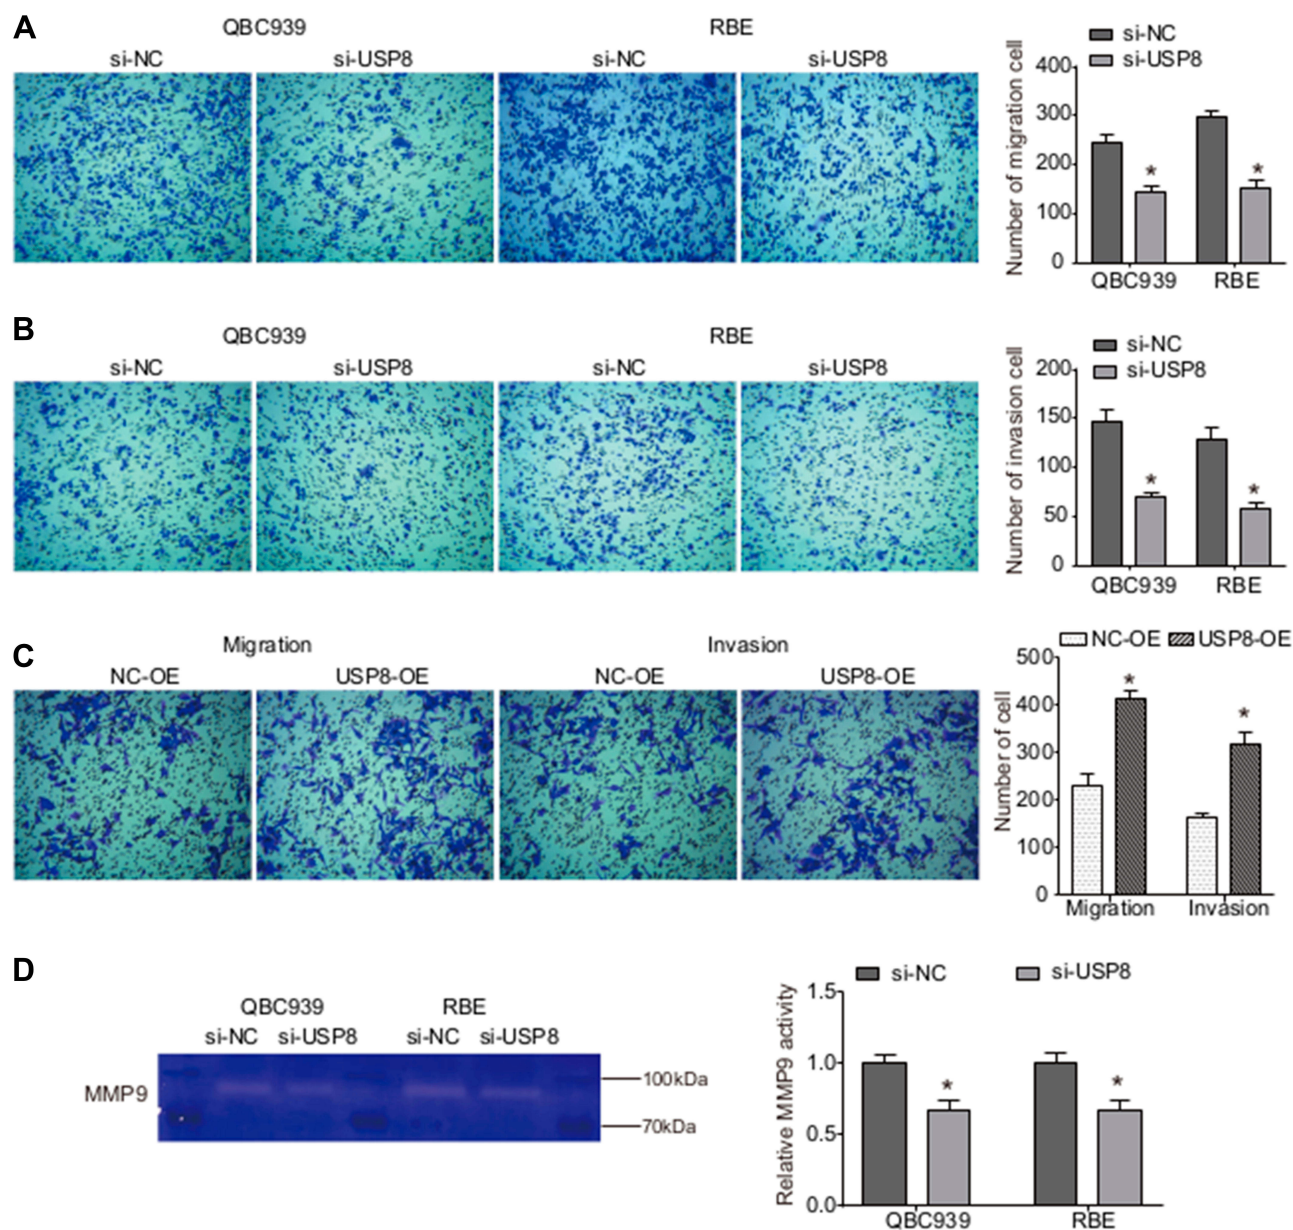 A
QBC939
RBE
si-NC
si-USP8
si-NC
si-USP8
si-NC
si-USP8
Number of migration cell
400
300
200
100
0
*
*
QBC939
RBE
B
QBC939
RBE
si-NC
si-USP8
si-NC
si-USP8
si-NC
si-USP8
Number of invasion cell
200
150
100
50
0
*
*
QBC939
RBE
C
Migration
Invasion
NC-OE
USP8-OE
NC-OE
USP8-OE
NC-OE
USP8-OE
Number of cell
500
400
300
200
100
0
*
*
Migration
Invasion
D
QBC939
RBE
si-NC
si-USP8
si-NC
si-USP8
MMP9
100kDa
70kDa
si-NC
si-USP8
Relative MMP9 activity
1.5
1.0
0.5
0.0
*
*
QBC939
RBE